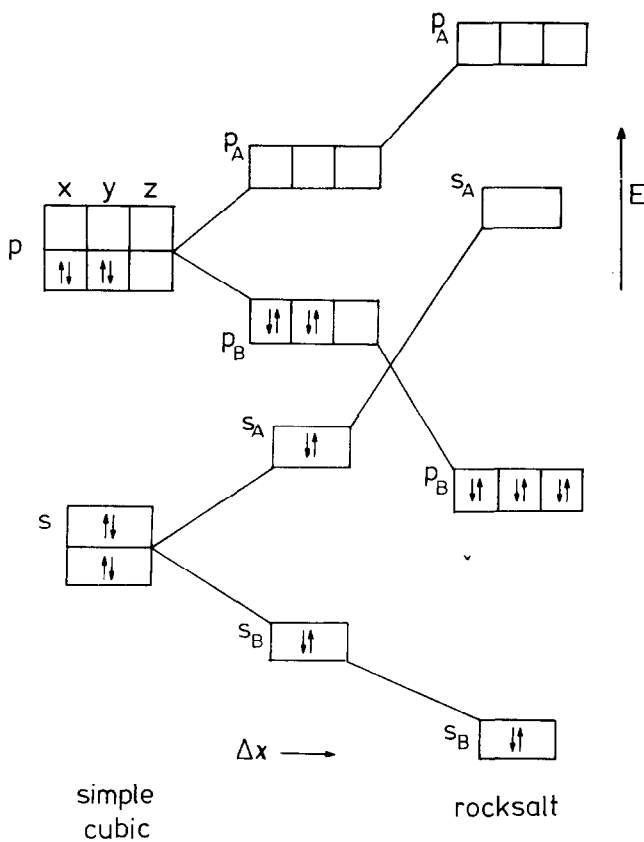 p_A
p_A
s_A
E
x y z
p
p_B
s_A
p_B
s
s_B
s_B
Δx
simple
cubic
rocksalt